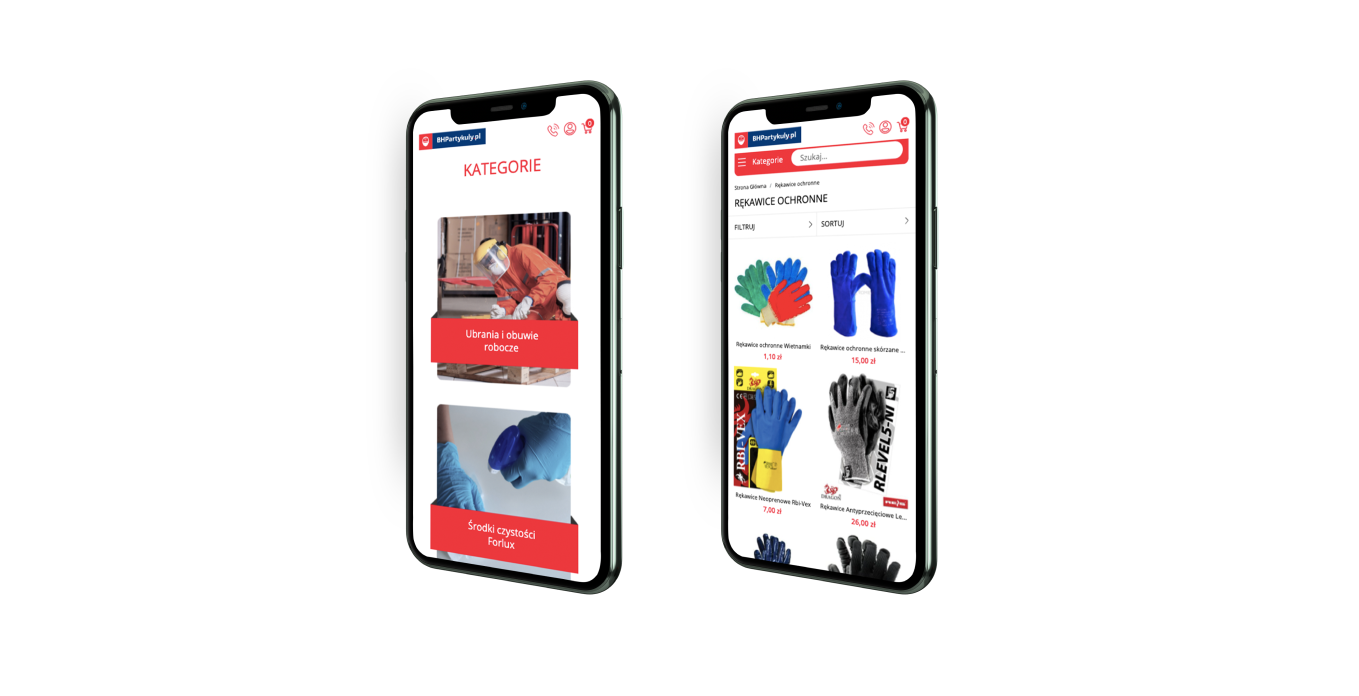 BHPartykuly.pl
0
KATEGORIE
Ubrania i obuwie
robocze
Środki czystości
Forlux
BHPartykuly.pl
0
Kategorie
Szukaj...
Strona Główna / Rękawice ochronne
RĘKAWICE OCHRONNE
FILTRUJ
SORTUJ
Rękawice ochronne Wietnamki
1,10 zł
Rękawice ochronne skórzane ...
15,00 zł
RBI-VEX
DRAGON
Rękawice Neoprenowe Rbi-Vex
7,00 zł
RLEVEL5-NI
DRAGON
Rękawice Antyprzecięciowe Le...
26,00 zł